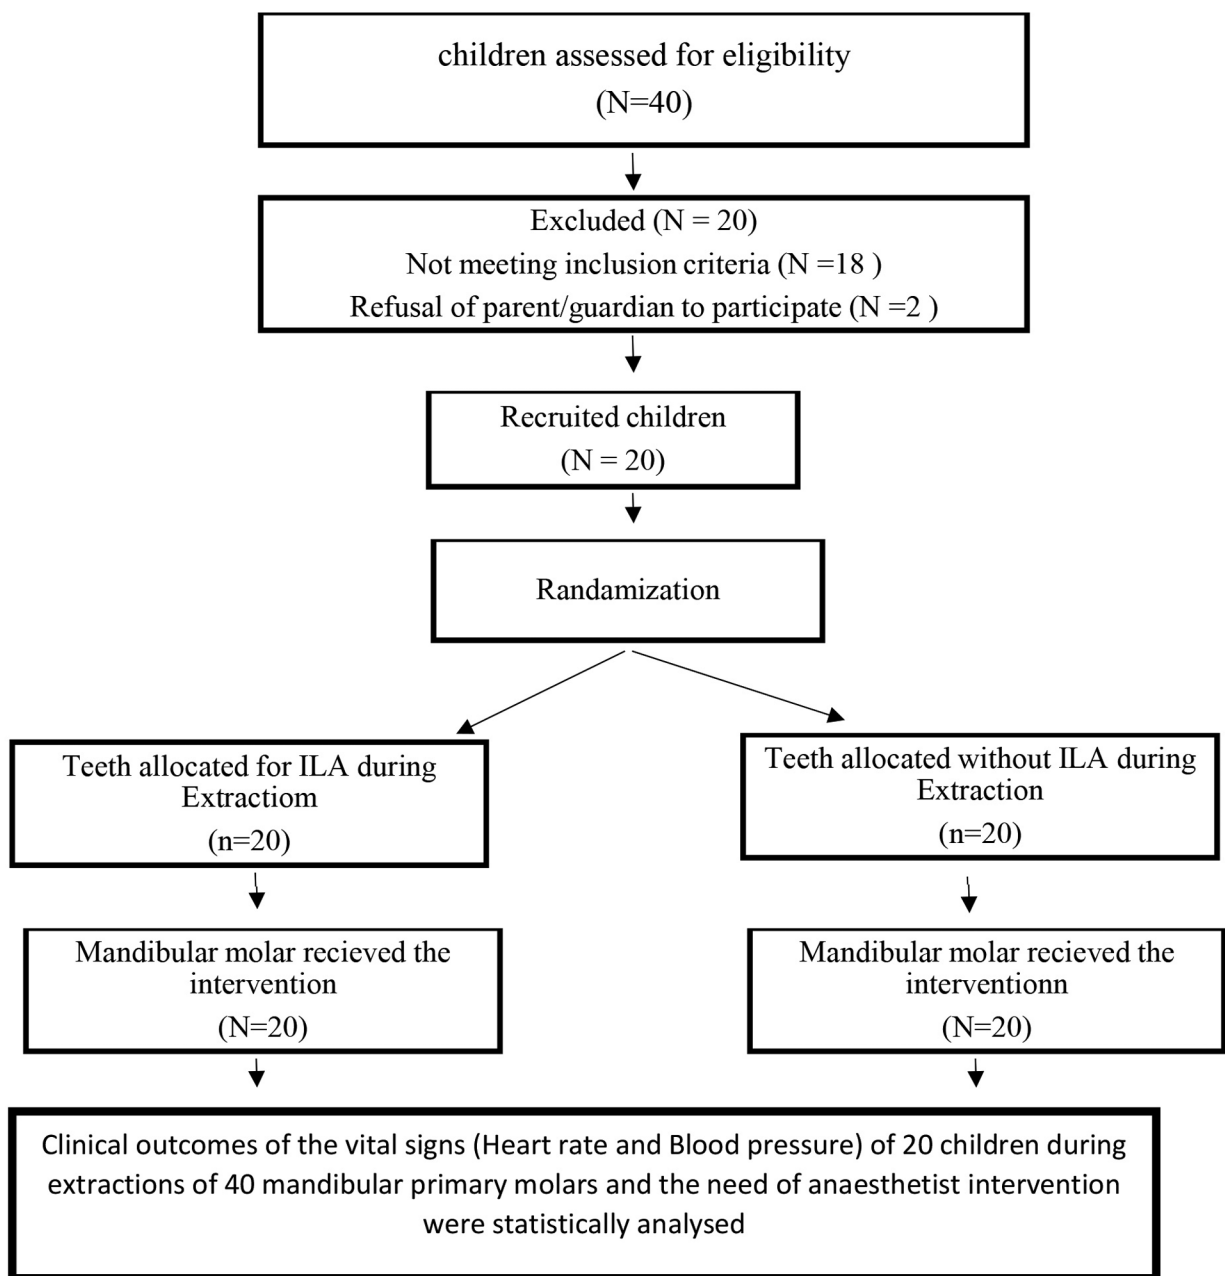 children assessed for eligibility
(N=40)
Excluded (N = 20)
Not meeting inclusion criteria (N =18 )
Refusal of parent/guardian to participate (N =2 )
Recruited children
(N = 20)
Randamization
Teeth allocated for ILA during
Extractiom
(n=20)
Teeth allocated without ILA during
Extraction
(n=20)
Mandibular molar recieved the
intervention
(N=20)
Mandibular molar recieved the
interventionn
(N=20)
Clinical outcomes of the vital signs (Heart rate and Blood pressure) of 20 children during
extractions of 40 mandibular primary molars and the need of anaesthetist intervention
were statistically analysed